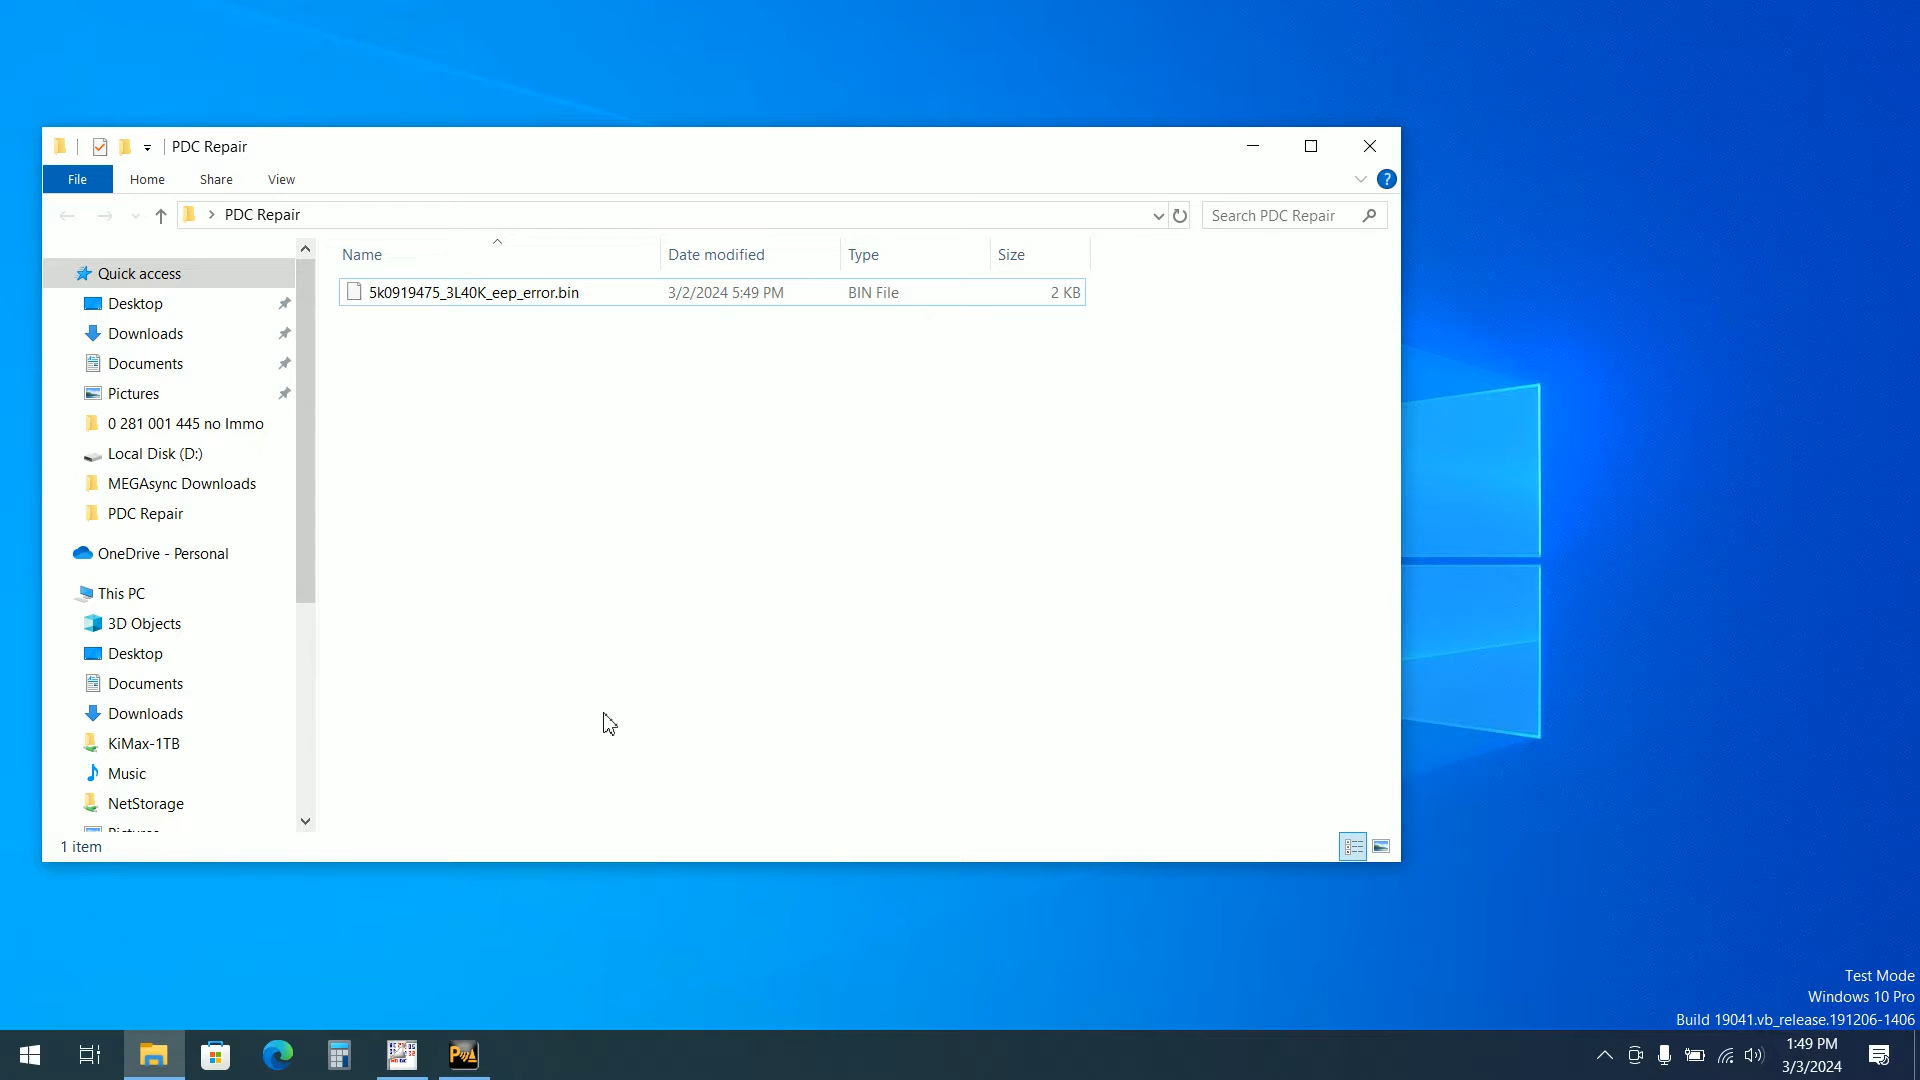 PDC Repair
File
Home
Share
View
PDC Repair
Search PDC Repair
Name
Date modified
Type
Size
5k0919475_3L40K_eep_error.bin
3/2/2024 5:49 PM
BIN File
2 KB
Quick access
Desktop
Downloads
Documents
Pictures
0 281 001 445 no Immo
Local Disk (D:)
MEGAsync Downloads
PDC Repair
OneDrive - Personal
This PC
3D Objects
Desktop
Documents
Downloads
KiMax-1TB
Music
NetStorage
Pictures
1 item
Test Mode
Windows 10 Pro
Build 19041.vb_release.191206-1406
1:49 PM
3/3/2024